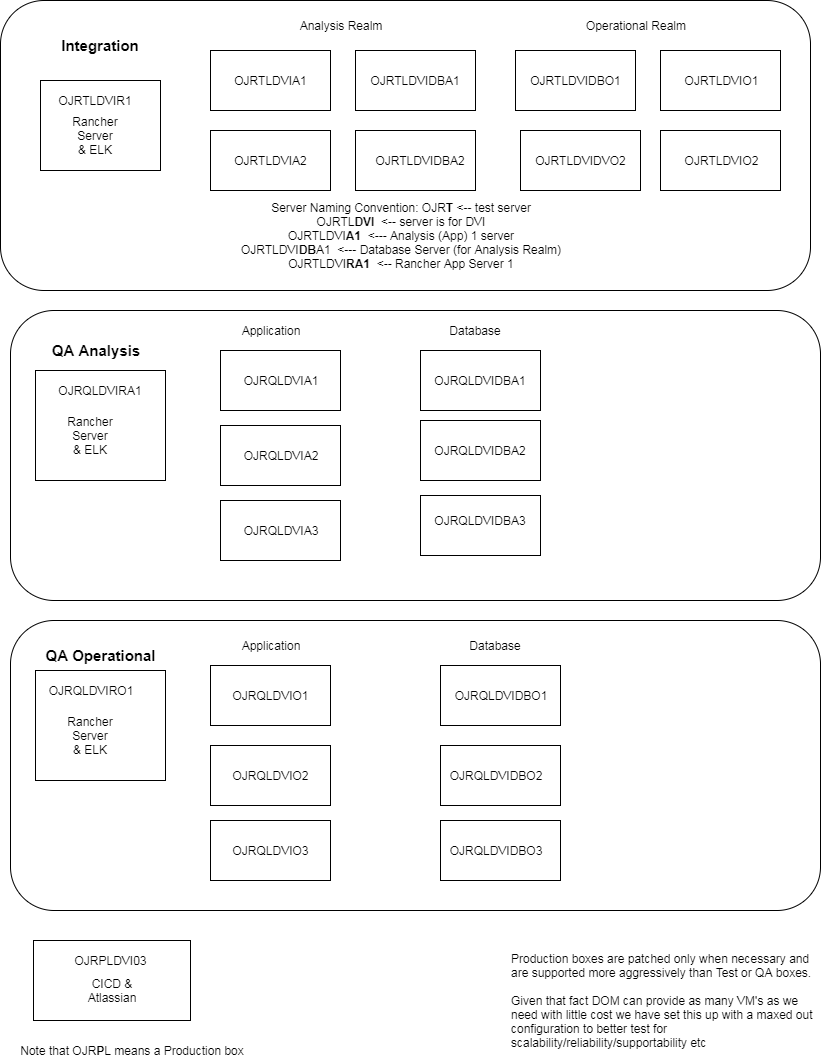 Analysis Realm
Operational Realm
Integration
OJRTLDVIR1
Rancher
Server
& ELK
OJRTLDVIA1
OJRTLDVIDBA1
OJRTLDVIDBO1
OJRTLDVIO1
OJRTLDVIA2
OJRTLDVIDBA2
OJRTLDVIDVO2
OJRTLDVIO2
Server Naming Convention: OJRT <-- test server
OJRTLDVI <-- server is for DVI
OJRTLDVIA1 <--- Analysis (App) 1 server
OJRTLDVIDBA1 <--- Database Server (for Analysis Realm)
OJRTLDVIRA1 <-- Rancher App Server 1
QA Analysis
Application
Database
OJRQLDVIRA1
Rancher
Server
& ELK
OJRQLDVIA1
OJRQLDVIDBA1
OJRQLDVIA2
OJRQLDVIDBA2
OJRQLDVIA3
OJRQLDVIDBA3
QA Operational
Application
Database
OJRQLDVIRO1
Rancher
Server
& ELK
OJRQLDVIO1
OJRQLDVIDBO1
OJRQLDVIO2
OJRQLDVIDBO2
OJRQLDVIO3
OJRQLDVIDBO3
OJRPLDVI03
CICD &
Atlassian
Note that OJRPL means a Production box
Production boxes are patched only when necessary and
are supported more aggressively than Test or QA boxes.
Given that fact DOM can provide as many VM's as we
need with little cost we have set this up with a maxed out
configuration to better test for
scalability/reliability/supportability etc